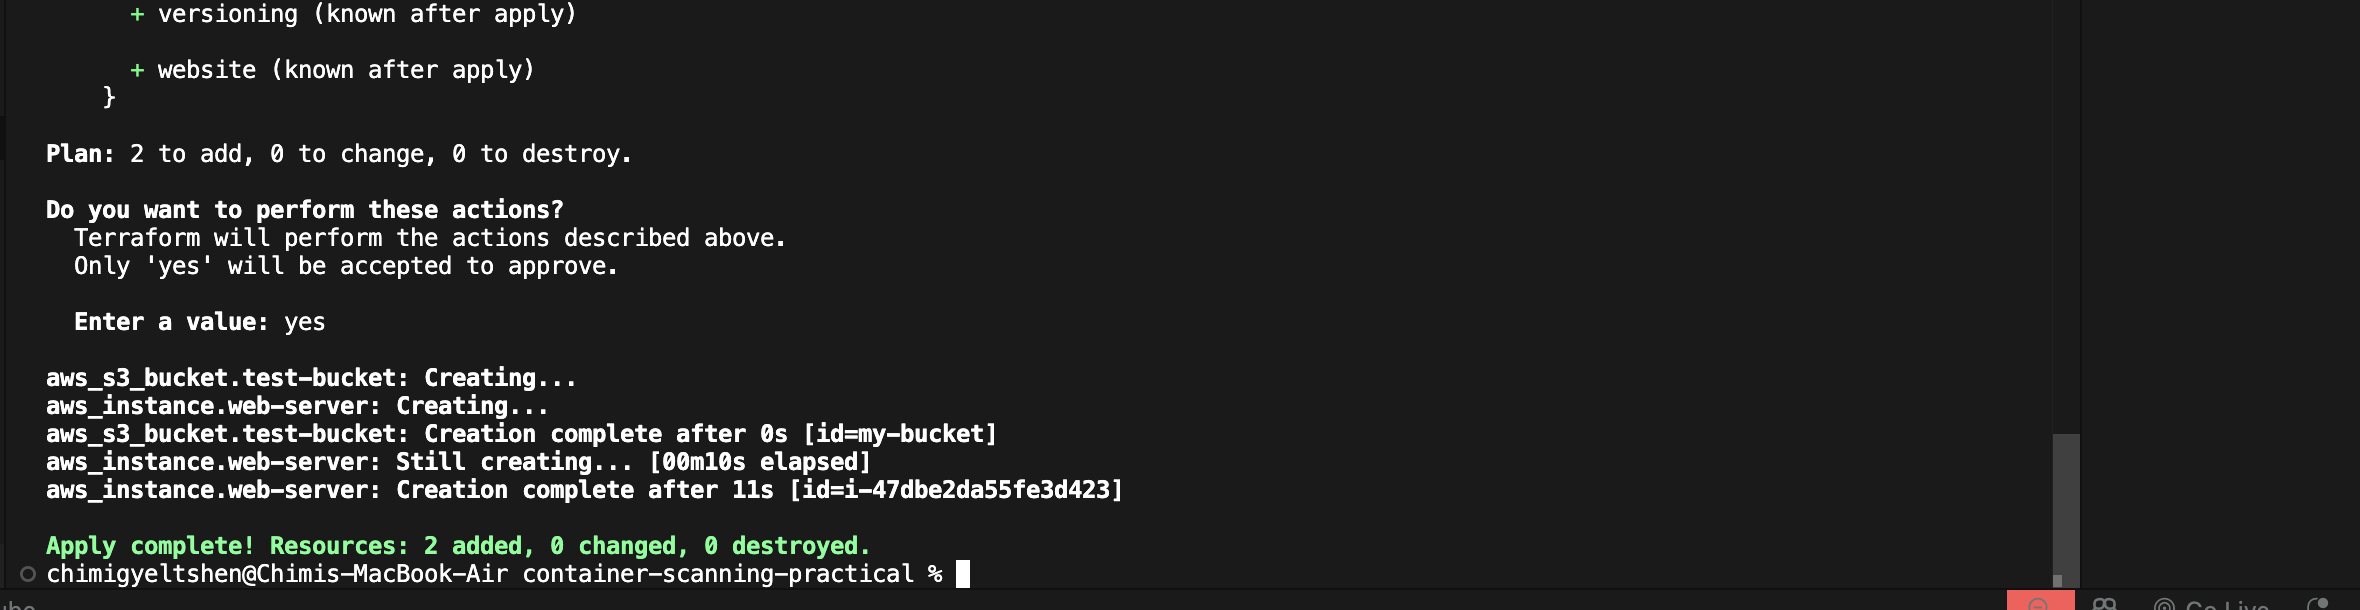 + versioning (known after apply)
+ website (known after apply)
}
Plan: 2 to add, 0 to change, 0 to destroy.
Do you want to perform these actions?
Terraform will perform the actions described above.
Only 'yes' will be accepted to approve.
Enter a value: yes
aws_s3_bucket.test-bucket: Creating...
aws_instance.web-server: Creating...
aws_s3_bucket.test-bucket: Creation complete after 0s [id=my-bucket]
aws_instance.web-server: Still creating... [00m10s elapsed]
aws_instance.web-server: Creation complete after 11s [id=i-47dbe2da55fe3d423]
Apply complete! Resources: 2 added, 0 changed, 0 destroyed.
chimigyeltshen@Chimis-MacBook-Air container-scanning-practical %
Go Live